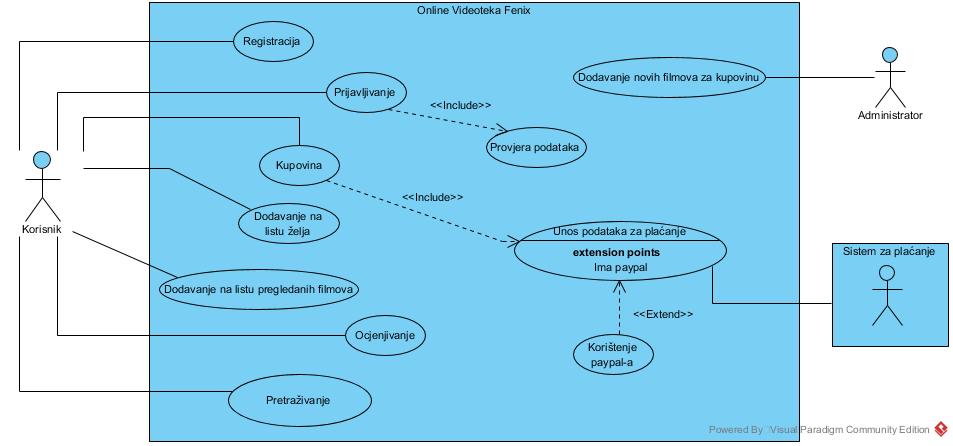 Online Videoteka Fenix
Registracija
Prijavljivanje
<<Include>>
Provjera podataka
Dodavanje novih filmova za kupovinu
Administrator
Kupovina
<<Include>>
Korisnik
Dodavanje na
listu želja
Unos podataka za plaćanje
extension points
Ima paypal
Sistem za plaćanje
Dodavanje na listu pregledanih filmova
<<Extend>>
Ocjenjivanje
Korištenje
paypal-a
Pretraživanje
Powered By Visual Paradigm Community Edition